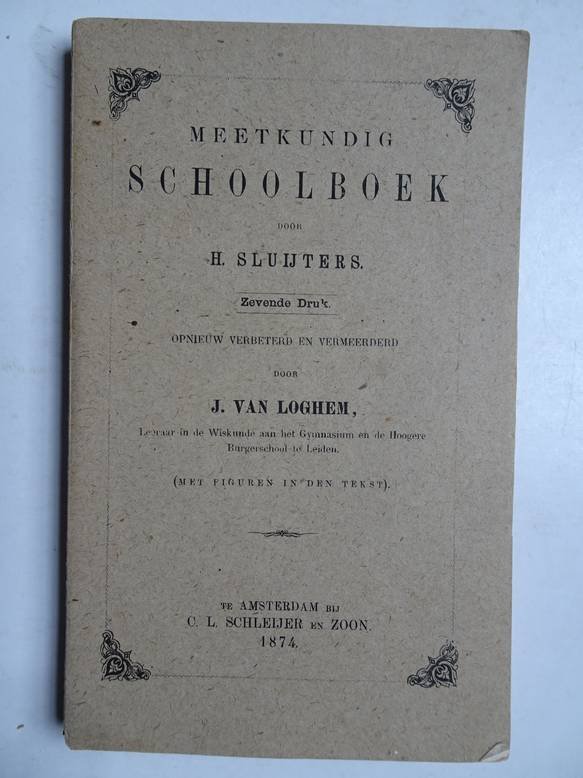 MEETKUNDIG
SCHOOLBOEK
DOOR
H. SLUIJTERS.
Zevende Druk.
OPNIEUW VERBETERD EN VERMEERDERD
DOOR
J. VAN LOGHEM,
Leeraar in de Wiskunde aan het Gymnasium en de Hoogere
Burgerschool te Leiden.
(MET FIGUREN IN DEN TEKST).
TE AMSTERDAM BIJ
C. L. SCHLEIJER EN ZOON.
1874.